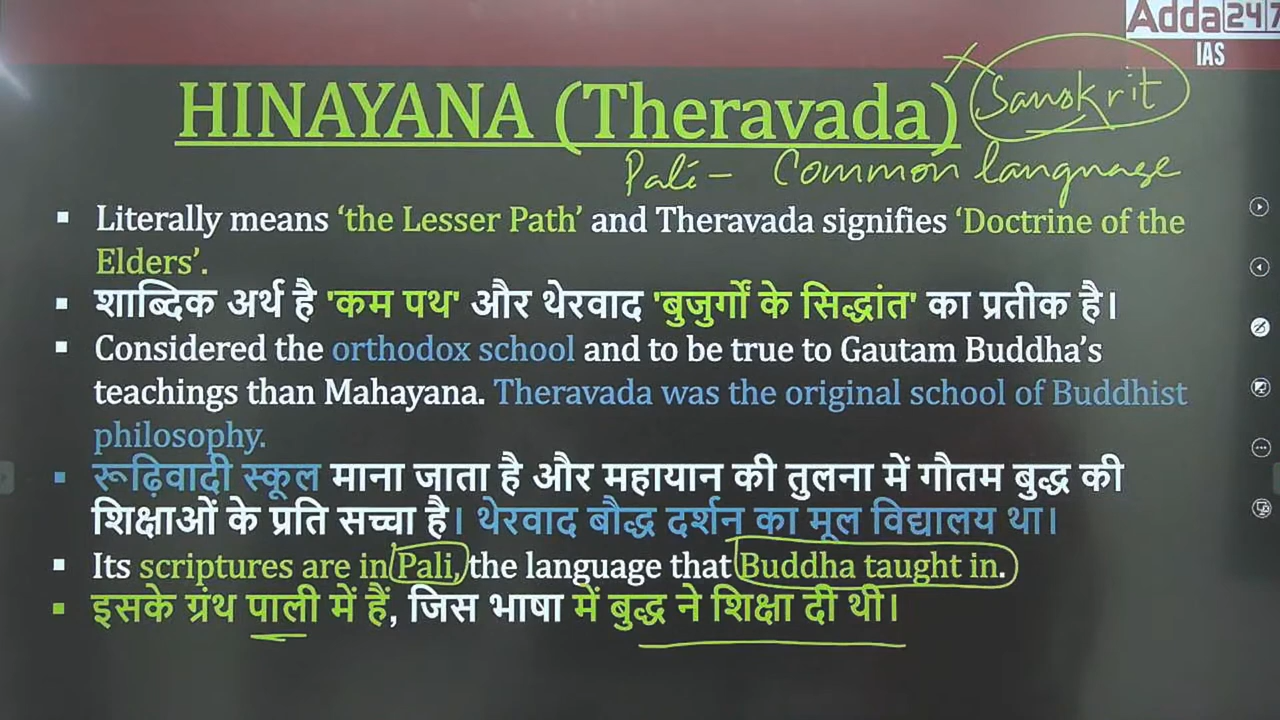 Adda247
IAS
HINAYANA (Theravada)
Sanskrit
Pali – Common language
▪ Literally means ‘the Lesser Path’ and Theravada signifies ‘Doctrine of the
Elders’.
▪ शाब्दिक अर्थ है 'कम पथ' और थेरवाद 'बुजुर्गों के सिद्धांत' का प्रतीक है।
▪ Considered the orthodox school and to be true to Gautam Buddha’s
teachings than Mahayana. Theravada was the original school of Buddhist
philosophy.
▪ रूढ़िवादी स्कूल माना जाता है और महायान की तुलना में गौतम बुद्ध की
शिक्षाओं के प्रति सच्चा है। थेरवाद बौद्ध दर्शन का मूल विद्यालय था।
▪ Its scriptures are in Pali, the language that Buddha taught in.
▪ इसके ग्रंथ पाली में हैं, जिस भाषा में बुद्ध ने शिक्षा दी थी।